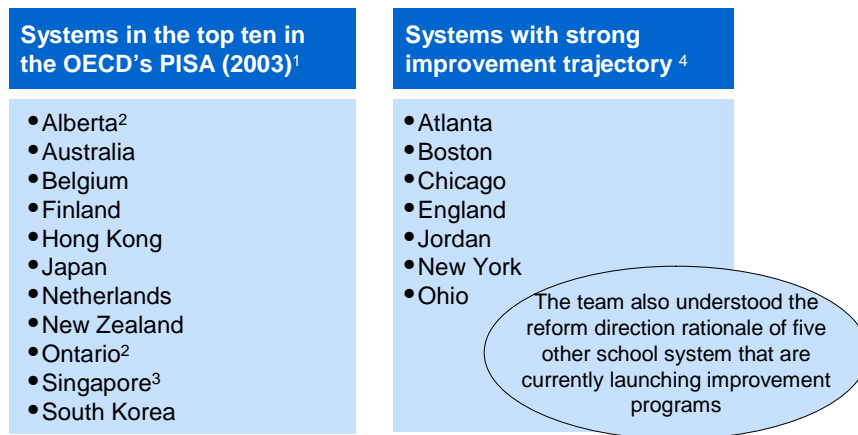 Systems in the top ten in
the OECD's PISA (2003)1
•Alberta2
•Australia
•Belgium
•Finland
•Hong Kong
•Japan
•Netherlands
•New Zealand
•Ontario2
•Singapore3
•South Korea
Systems with strong
improvement trajectory 4
•Atlanta
•Boston
•Chicago
•England
•Jordan
•New York
•Ohio
The team also understood the
reform direction rationale of five
other school system that are
currently launching improvement
programs